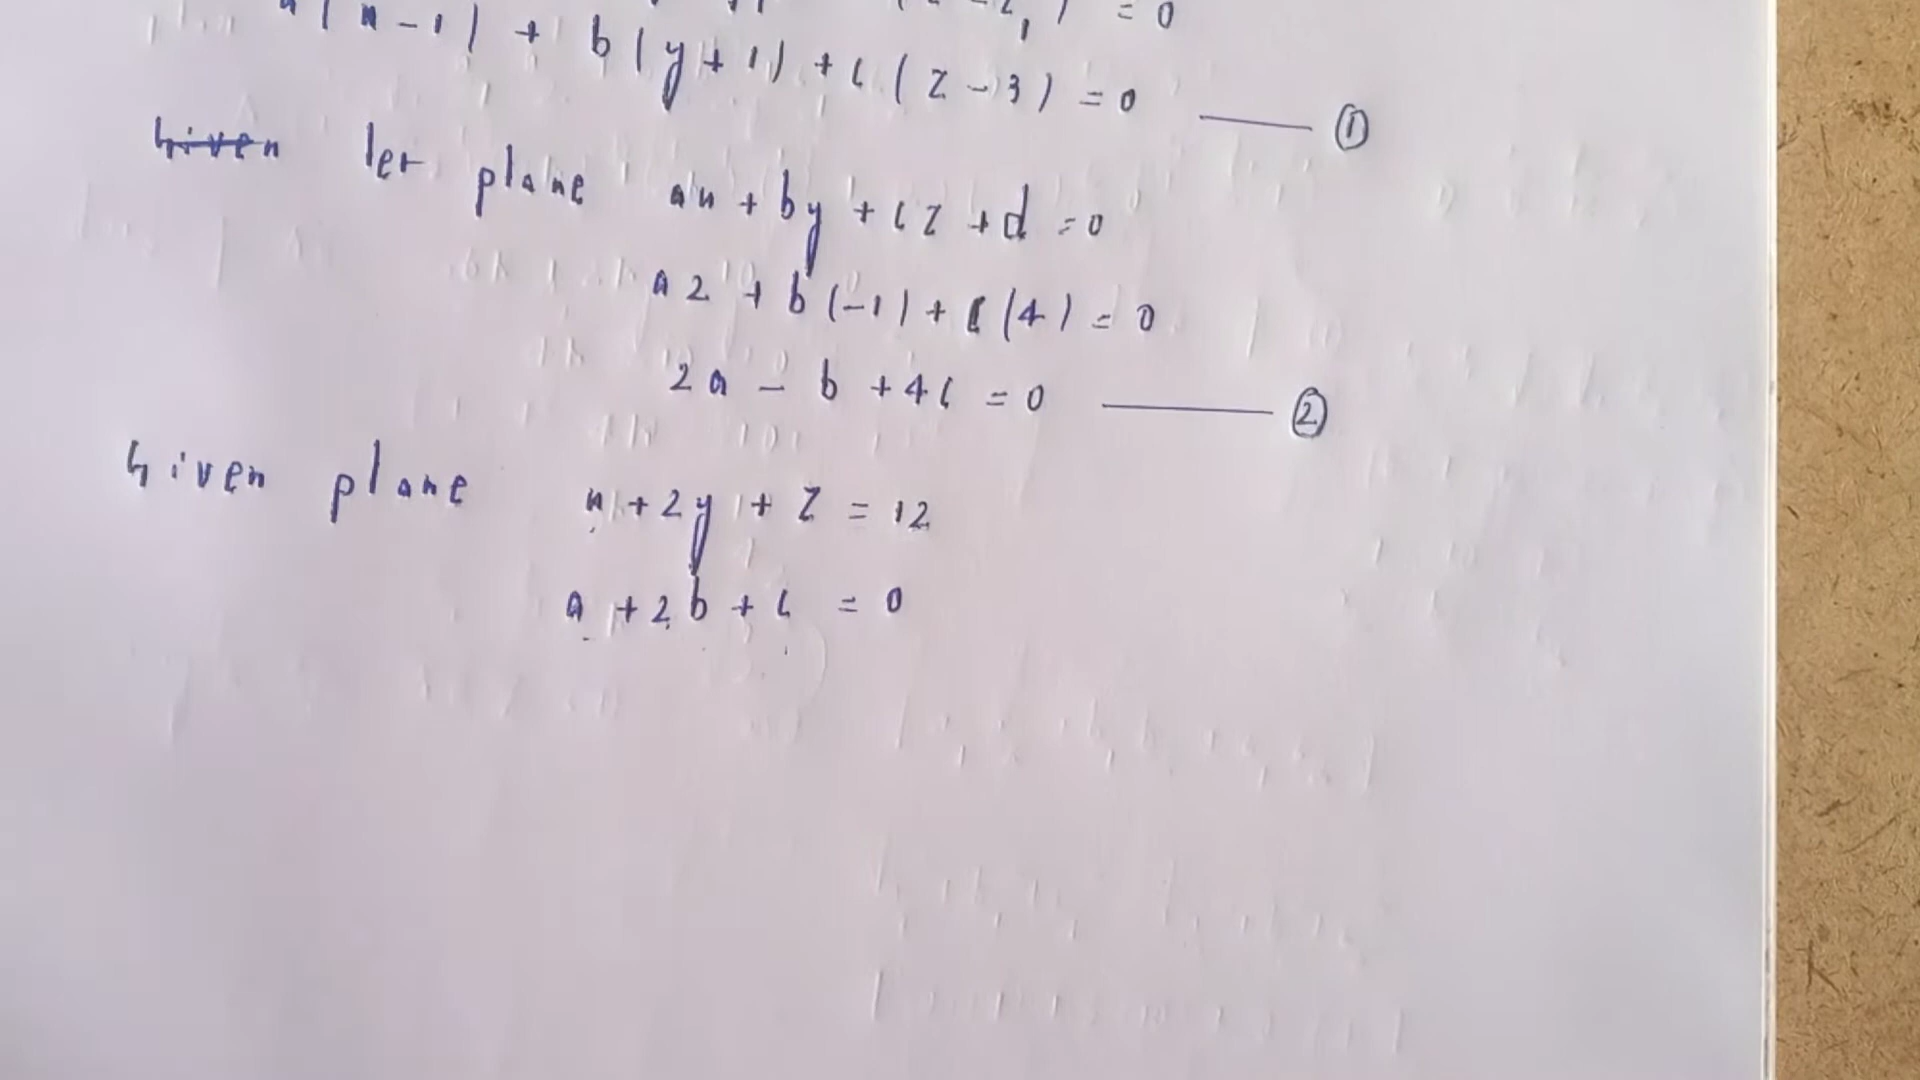 = 0
a(x-1) + b(y+1) + c(z-3) = 0 —— ①
Given let plane ax + by + cz + d = 0
a2 + b(-1) + c(4) = 0
2a - b + 4c = 0 —— ②
Given plane x + 2y + z = 12
a + 2b + c = 0